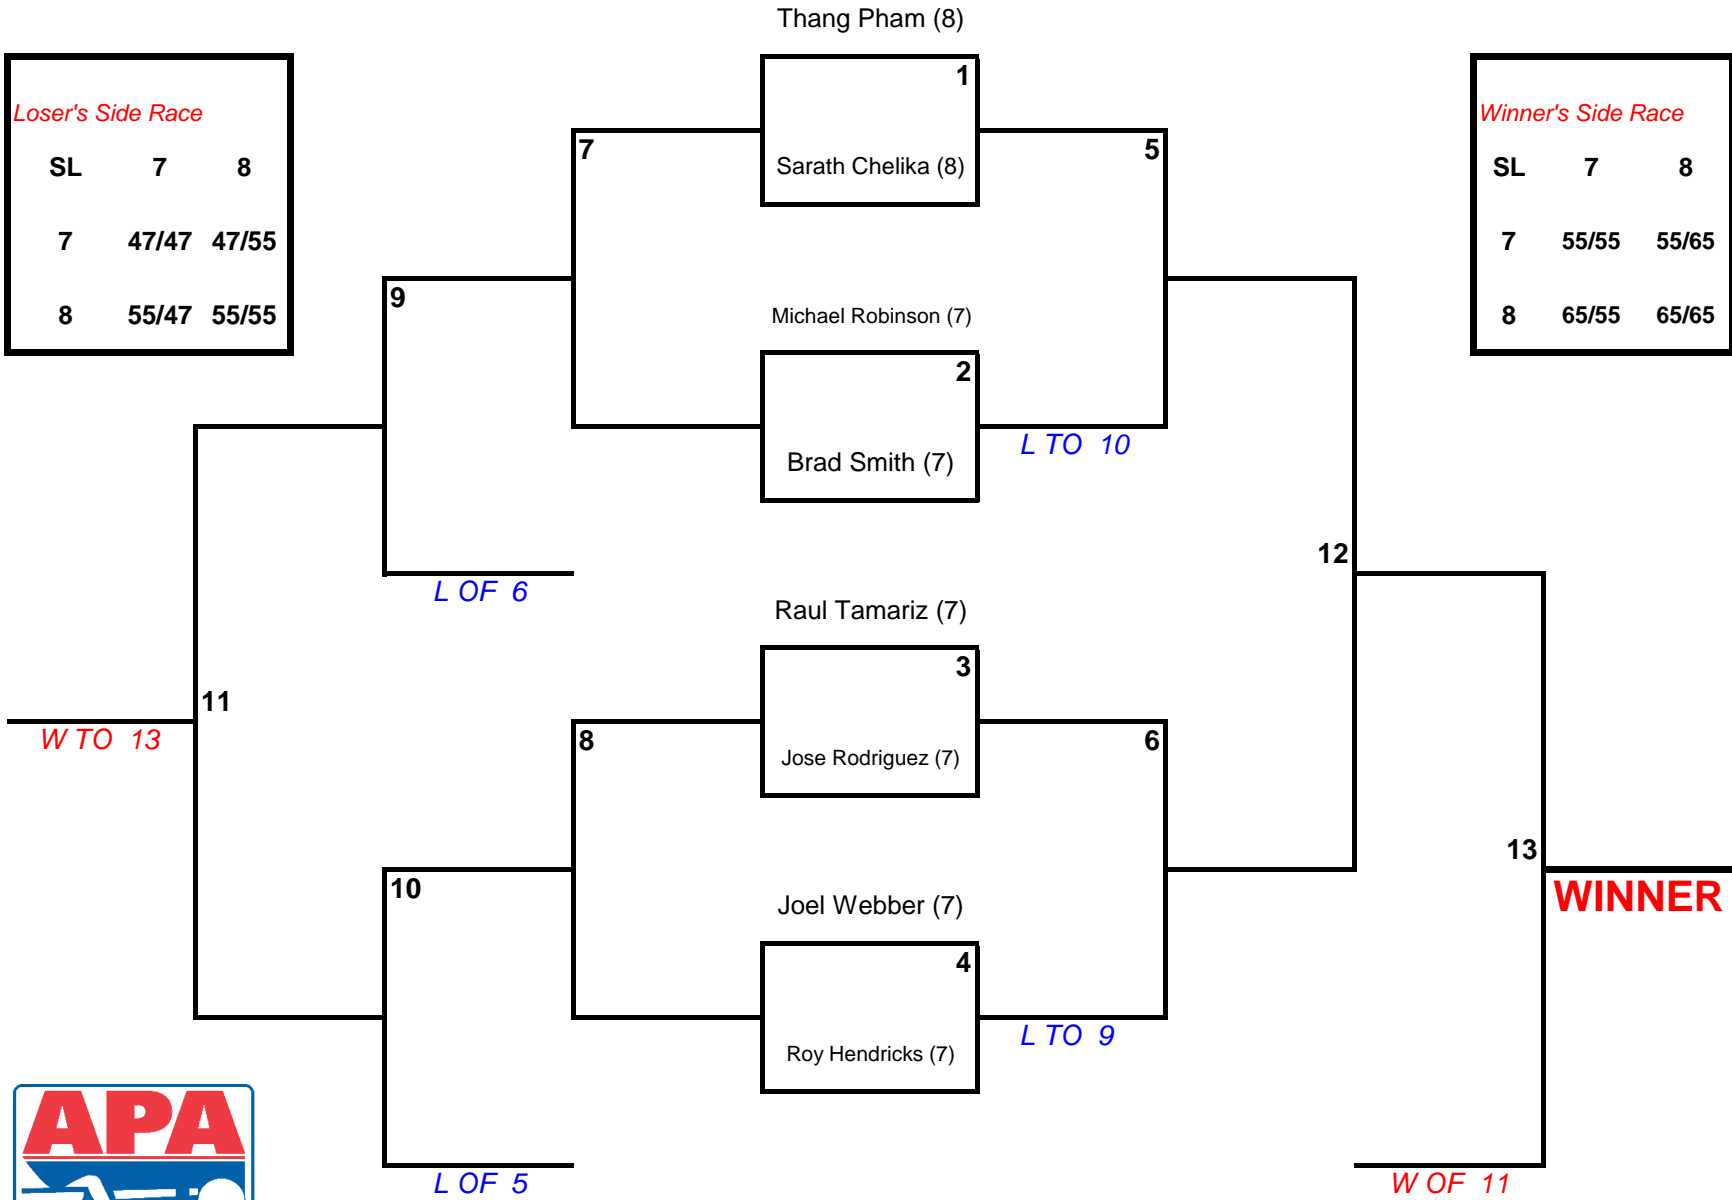 Thang Pham (8)
1
Loser's Side Race
Winner's Side Race
7
5
SL 7 8
Sarath Chelika (8)
SL 7 8
7 47/47 47/55
7 55/55 55/65
9
8 55/47 55/55
Michael Robinson (7)
8 65/55 65/65
2
L TO 10
Brad Smith (7)
12
L OF 6
Raul Tamariz (7)
3
11
W TO 13
8
6
Jose Rodriguez (7)
13
10
WINNER
Joel Webber (7)
4
L TO 9
Roy Hendricks (7)
APA
L OF 5
W OF 11